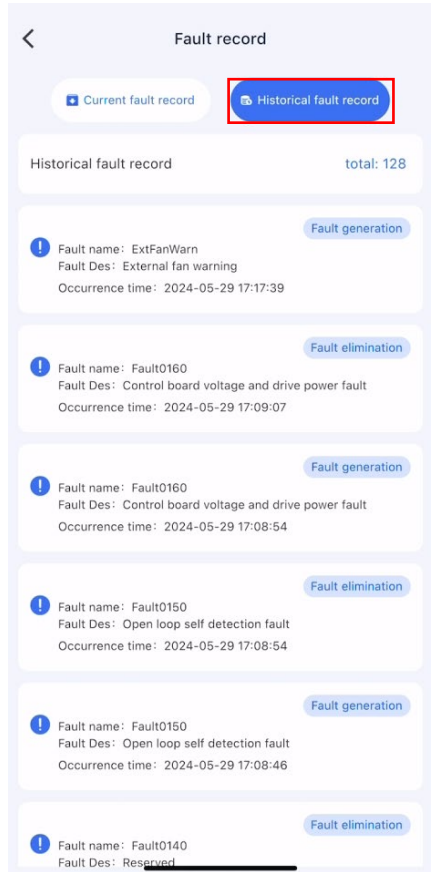 Fault record
Current fault record
Historical fault record
Historical fault record total: 128
Fault generation
Fault name: ExtFanWarn
Fault Des: External fan warning
Occurrence time: 2024-05-29 17:17:39
Fault elimination
Fault name: Fault0160
Fault Des: Control board voltage and drive power fault
Occurrence time: 2024-05-29 17:09:07
Fault generation
Fault name: Fault0160
Fault Des: Control board voltage and drive power fault
Occurrence time: 2024-05-29 17:08:54
Fault elimination
Fault name: Fault0150
Fault Des: Open loop self detection fault
Occurrence time: 2024-05-29 17:08:54
Fault generation
Fault name: Fault0150
Fault Des: Open loop self detection fault
Occurrence time: 2024-05-29 17:08:46
Fault elimination
Fault name: Fault0140
Fault Des: Reserved